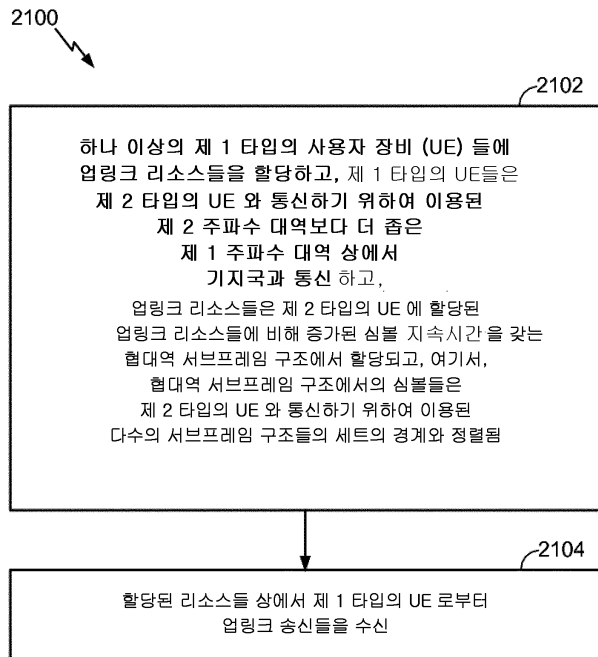 2100
2102
하나 이상의 제 1 타입의 사용자 장비 (UE) 들에
업링크 리소스들을 할당하고, 제 1 타입의 UE들은
제 2 타입의 UE 와 통신하기 위하여 이용된
제 2 주파수 대역보다 더 좁은
제 1 주파수 대역 상에서
기지국과 통신 하고,
업링크 리소스들은 제 2 타입의 UE 에 할당된
업링크 리소스들에 비해 증가된 심볼 지속시간 을 갖는
협대역 서브프레임 구조에서 할당되고, 여기서,
협대역 서브프레임 구조에서의 심볼들은
제 2 타입의 UE 와 통신하기 위하여 이용된
다수의 서브프레임 구조들의 세트의 경계와 정렬됨
2104
할당된 리소스들 상에서 제 1 타입의 UE 로부터
업링크 송신들을 수신